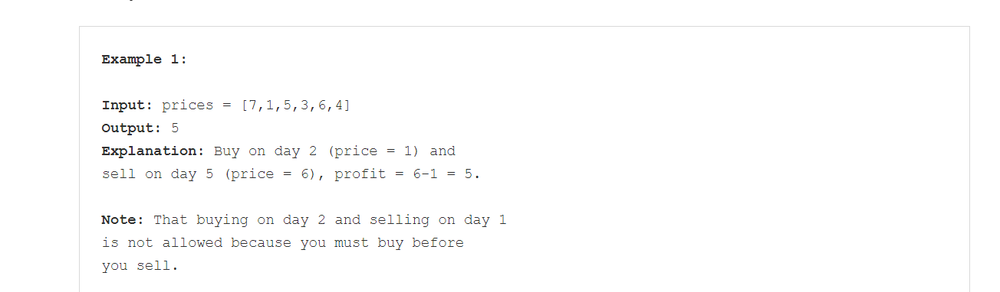 Example 1:
Input: prices = [7,1,5,3,6,4]
Output: 5
Explanation: Buy on day 2 (price = 1) and
sell on day 5 (price = 6), profit = 6-1 = 5.
Note: That buying on day 2 and selling on day 1
is not allowed because you must buy before
you sell.